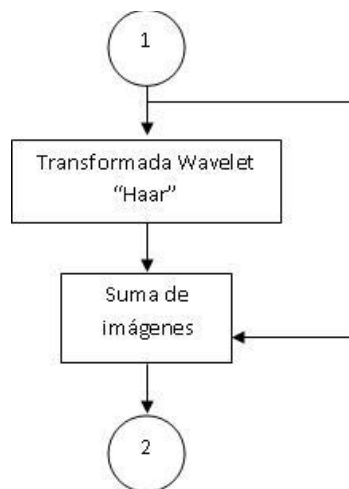 1
Transformada Wavelet
“Haar”
Suma de
imágenes
2